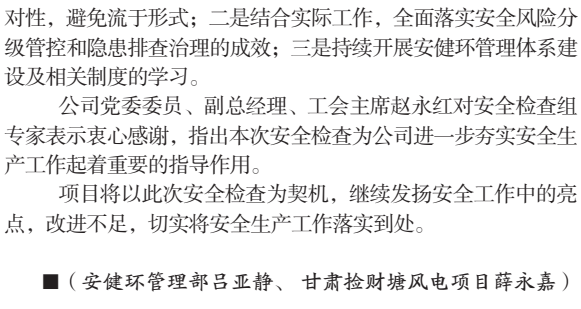 对性，避免流于形式；二是结合实际工作，全面落实安全风险分
级管控和隐患排查治理的成效；三是持续开展安健环管理体系建
设及相关制度的学习。
公司党委委员、副总经理、工会主席赵永红对安全检查组
专家表示衷心感谢，指出本次安全检查为公司进一步夯实安全生
产工作起着重要的指导作用。
项目将以此次安全检查为契机，继续发扬安全工作中的亮
点，改进不足，切实将安全生产工作落实到处。
■（安健环管理部吕亚静、 甘肃捡财塘风电项目薛永嘉）